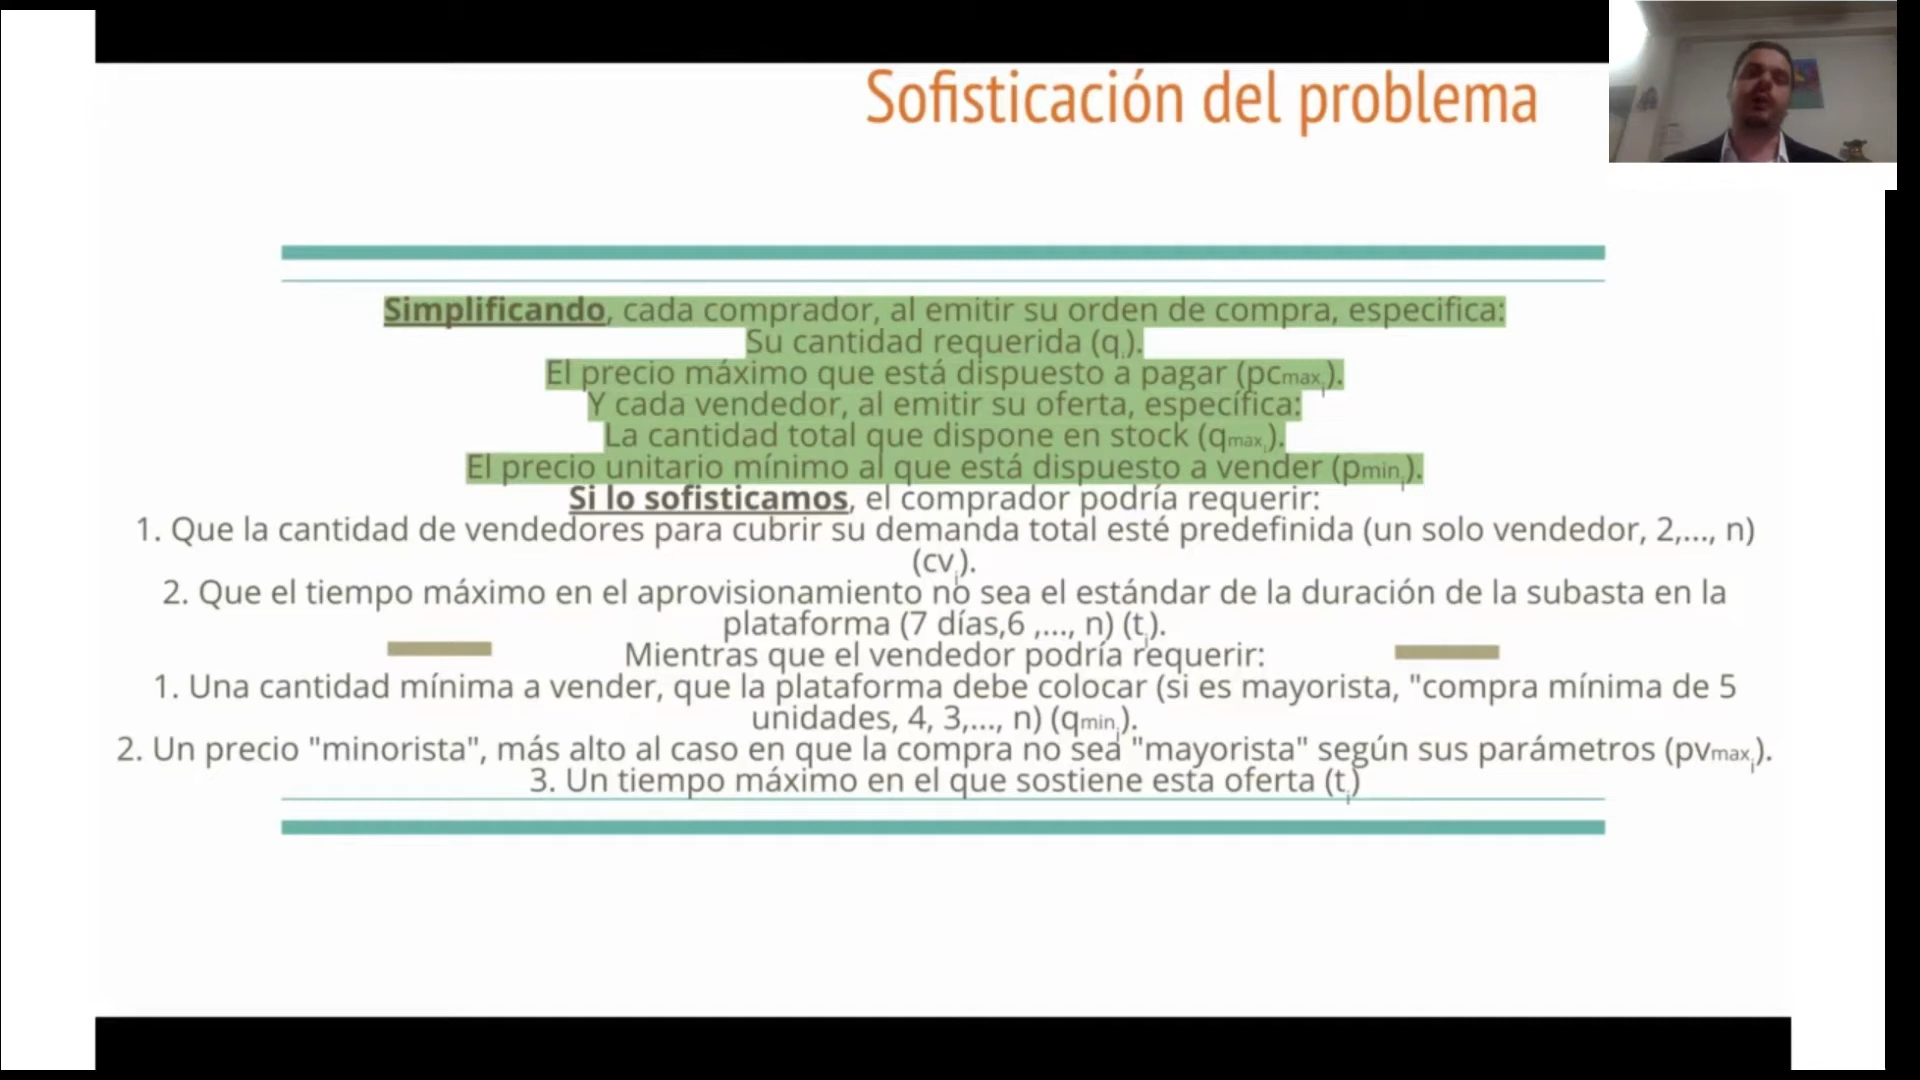 Sofisticación del problema
Simplificando, cada comprador, al emitir su orden de compra, especifica:
Su cantidad requerida (qi).
El precio máximo que está dispuesto a pagar (pcmaxi).
Y cada vendedor, al emitir su oferta, específica:
La cantidad total que dispone en stock (qmaxi).
El precio unitario mínimo al que está dispuesto a vender (pmini).
Si lo sofisticamos, el comprador podría requerir:
1. Que la cantidad de vendedores para cubrir su demanda total esté predefinida (un solo vendedor, 2,..., n)
(cvi).
2. Que el tiempo máximo en el aprovisionamiento no sea el estándar de la duración de la subasta en la
plataforma (7 días,6 ,..., n) (ti).
Mientras que el vendedor podría requerir:
1. Una cantidad mínima a vender, que la plataforma debe colocar (si es mayorista, "compra mínima de 5
unidades, 4, 3,..., n) (qmini).
2. Un precio "minorista", más alto al caso en que la compra no sea "mayorista" según sus parámetros (pvmaxi).
3. Un tiempo máximo en el que sostiene esta oferta (ti)